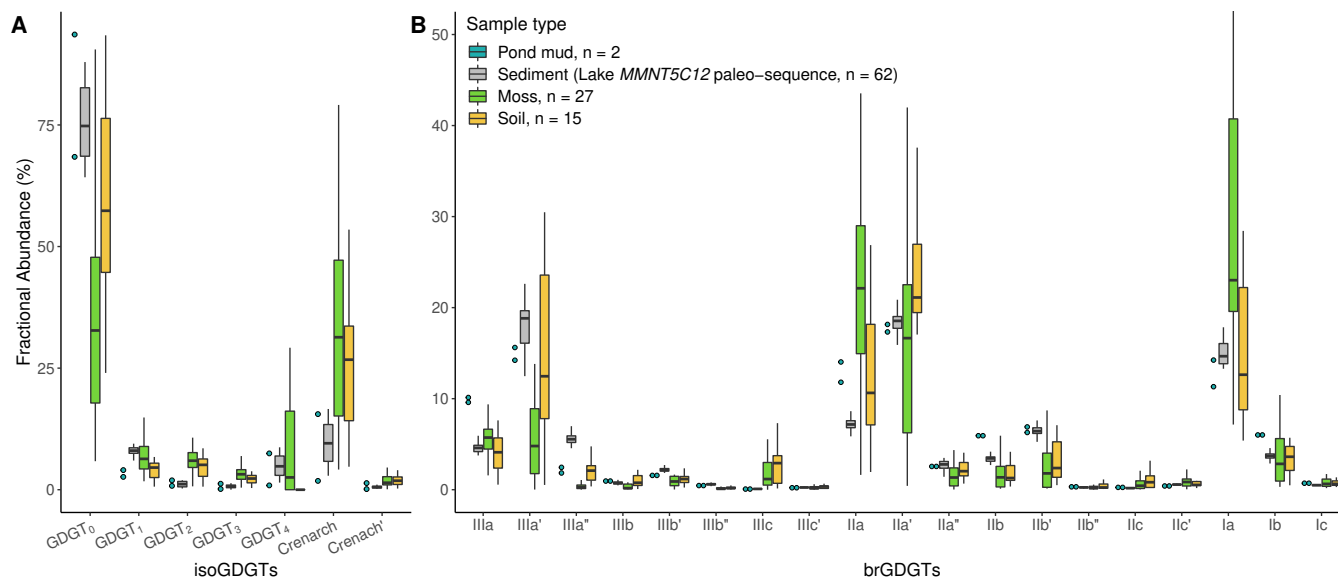 A
B
Sample type
Pond mud, n = 2
Sediment (Lake MMNT5C12 paleo−sequence, n = 62)
Moss, n = 27
Soil, n = 15
Fractional Abundance (%)
75
50
25
0
50
40
30
20
10
0
GDGT₀ GDGT₁ GDGT₂ GDGT₃ GDGT₄ Crenarch Crenach'
IIIa IIIa' IIIa" IIIb IIIb' IIIb" IIIc IIIc' IIa IIa' IIa" IIb IIb' IIb" IIc IIc' Ia Ib Ic
isoGDGTs
brGDGTs